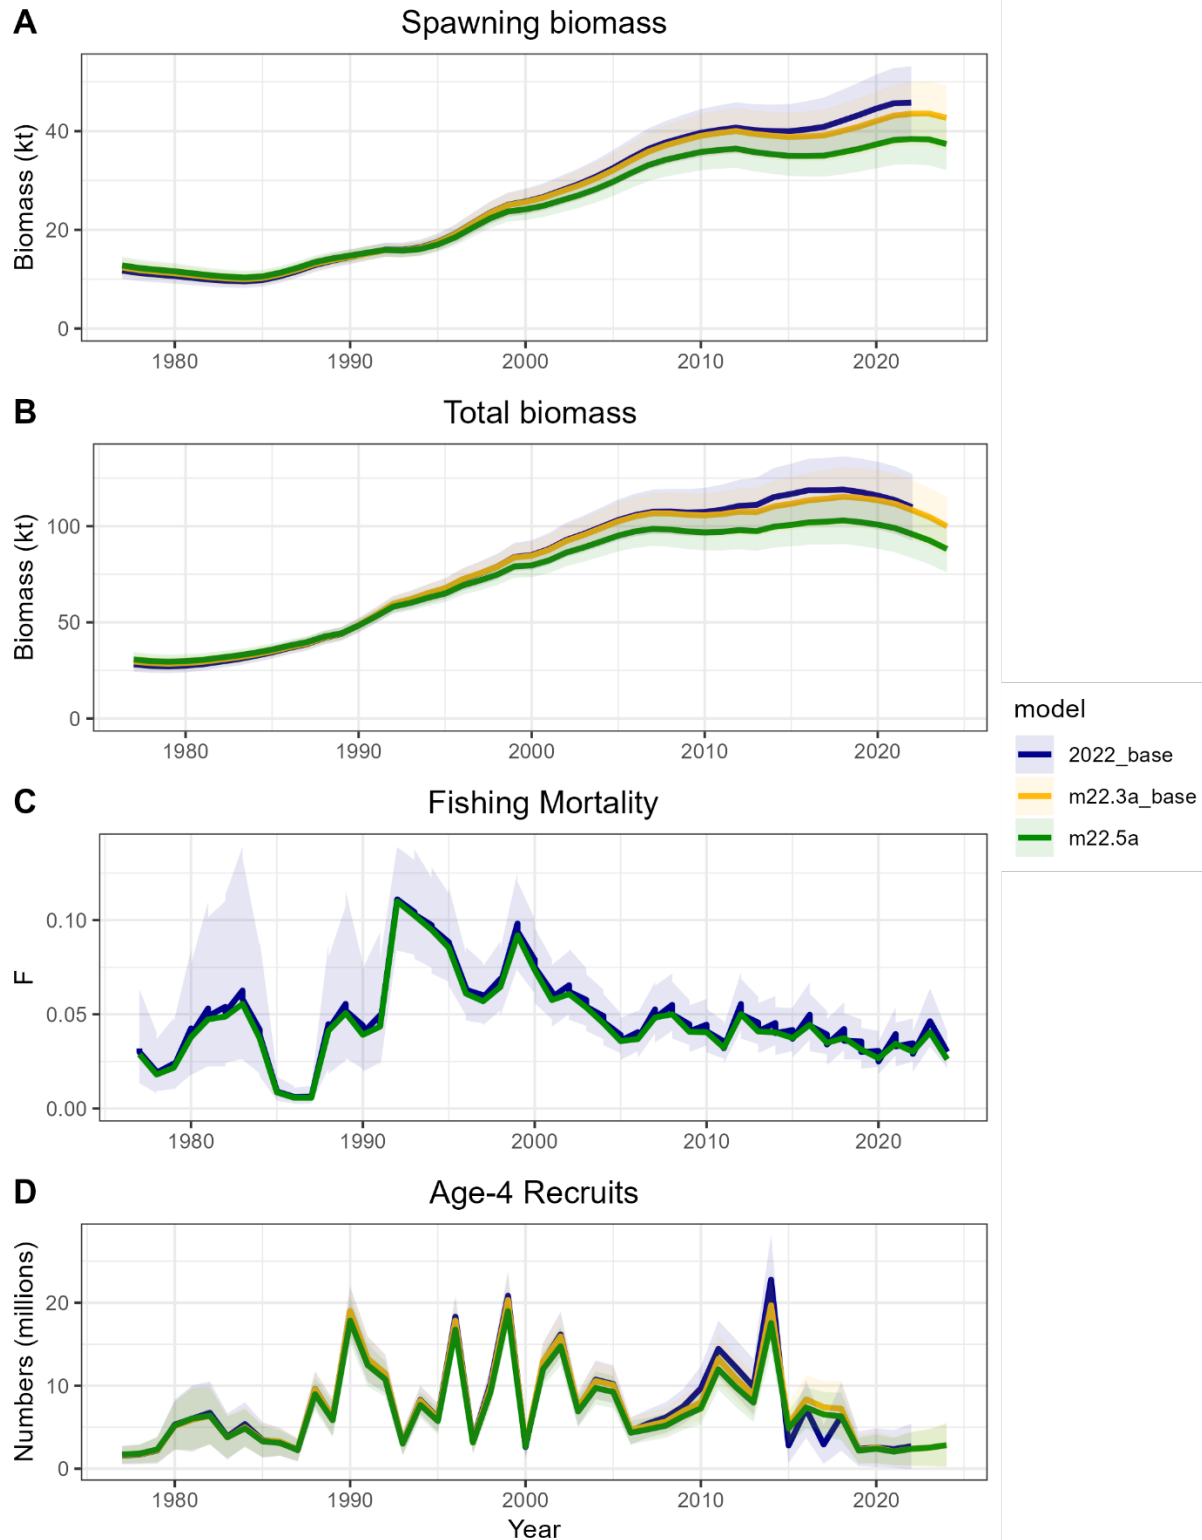 A
Spawning biomass
Biomass (kt)
40
20
0
1980 1990 2000 2010 2020
B
Total biomass
Biomass (kt)
100
50
0
1980 1990 2000 2010 2020
model
2022_base
m22.3a_base
m22.5a
C
Fishing Mortality
F
0.10
0.05
0.00
1980 1990 2000 2010 2020
D
Age-4 Recruits
Numbers (millions)
20
10
0
1980 1990 2000 2010 2020
Year